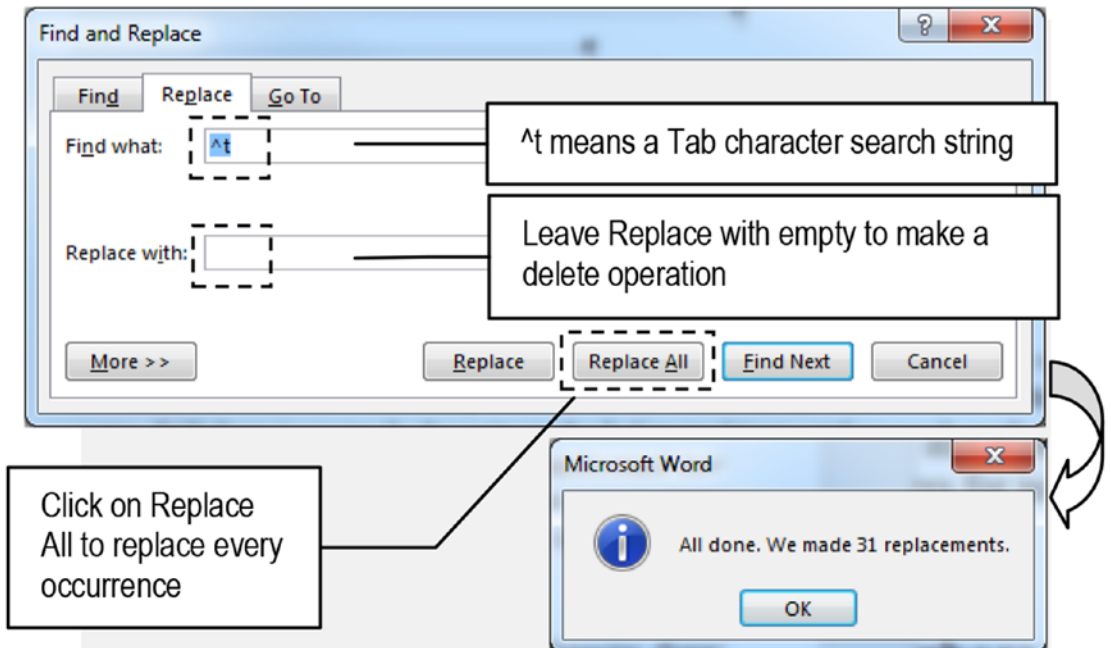 Find and Replace
Find
Replace
Go To
Find what:
^t
^t means a Tab character search string
Replace with:
Leave Replace with empty to make a
delete operation
More >>
Replace
Replace All
Find Next
Cancel
Click on Replace
All to replace every
occurrence
Microsoft Word
All done. We made 31 replacements.
OK